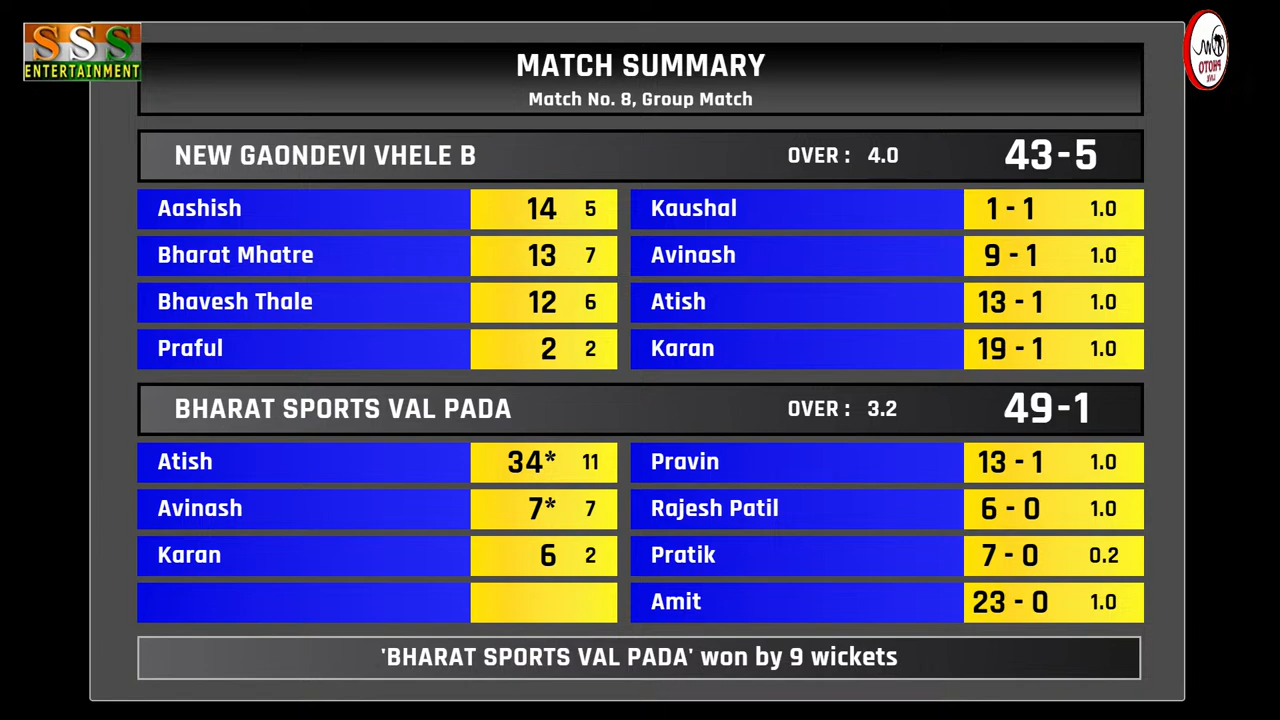 SSS
ENTERTAINMENT
PHOTO
LIVE
MATCH SUMMARY
Match No. 8, Group Match
NEW GAONDEVI VHELE B OVER : 4.0 43-5
Aashish 14 5 Kaushal 1 - 1 1.0
Bharat Mhatre 13 7 Avinash 9 - 1 1.0
Bhavesh Thale 12 6 Atish 13 - 1 1.0
Praful 2 2 Karan 19 - 1 1.0
BHARAT SPORTS VAL PADA OVER : 3.2 49-1
Atish 34* 11 Pravin 13 - 1 1.0
Avinash 7* 7 Rajesh Patil 6 - 0 1.0
Karan 6 2 Pratik 7 - 0 0.2
Amit 23 - 0 1.0
'BHARAT SPORTS VAL PADA' won by 9 wickets